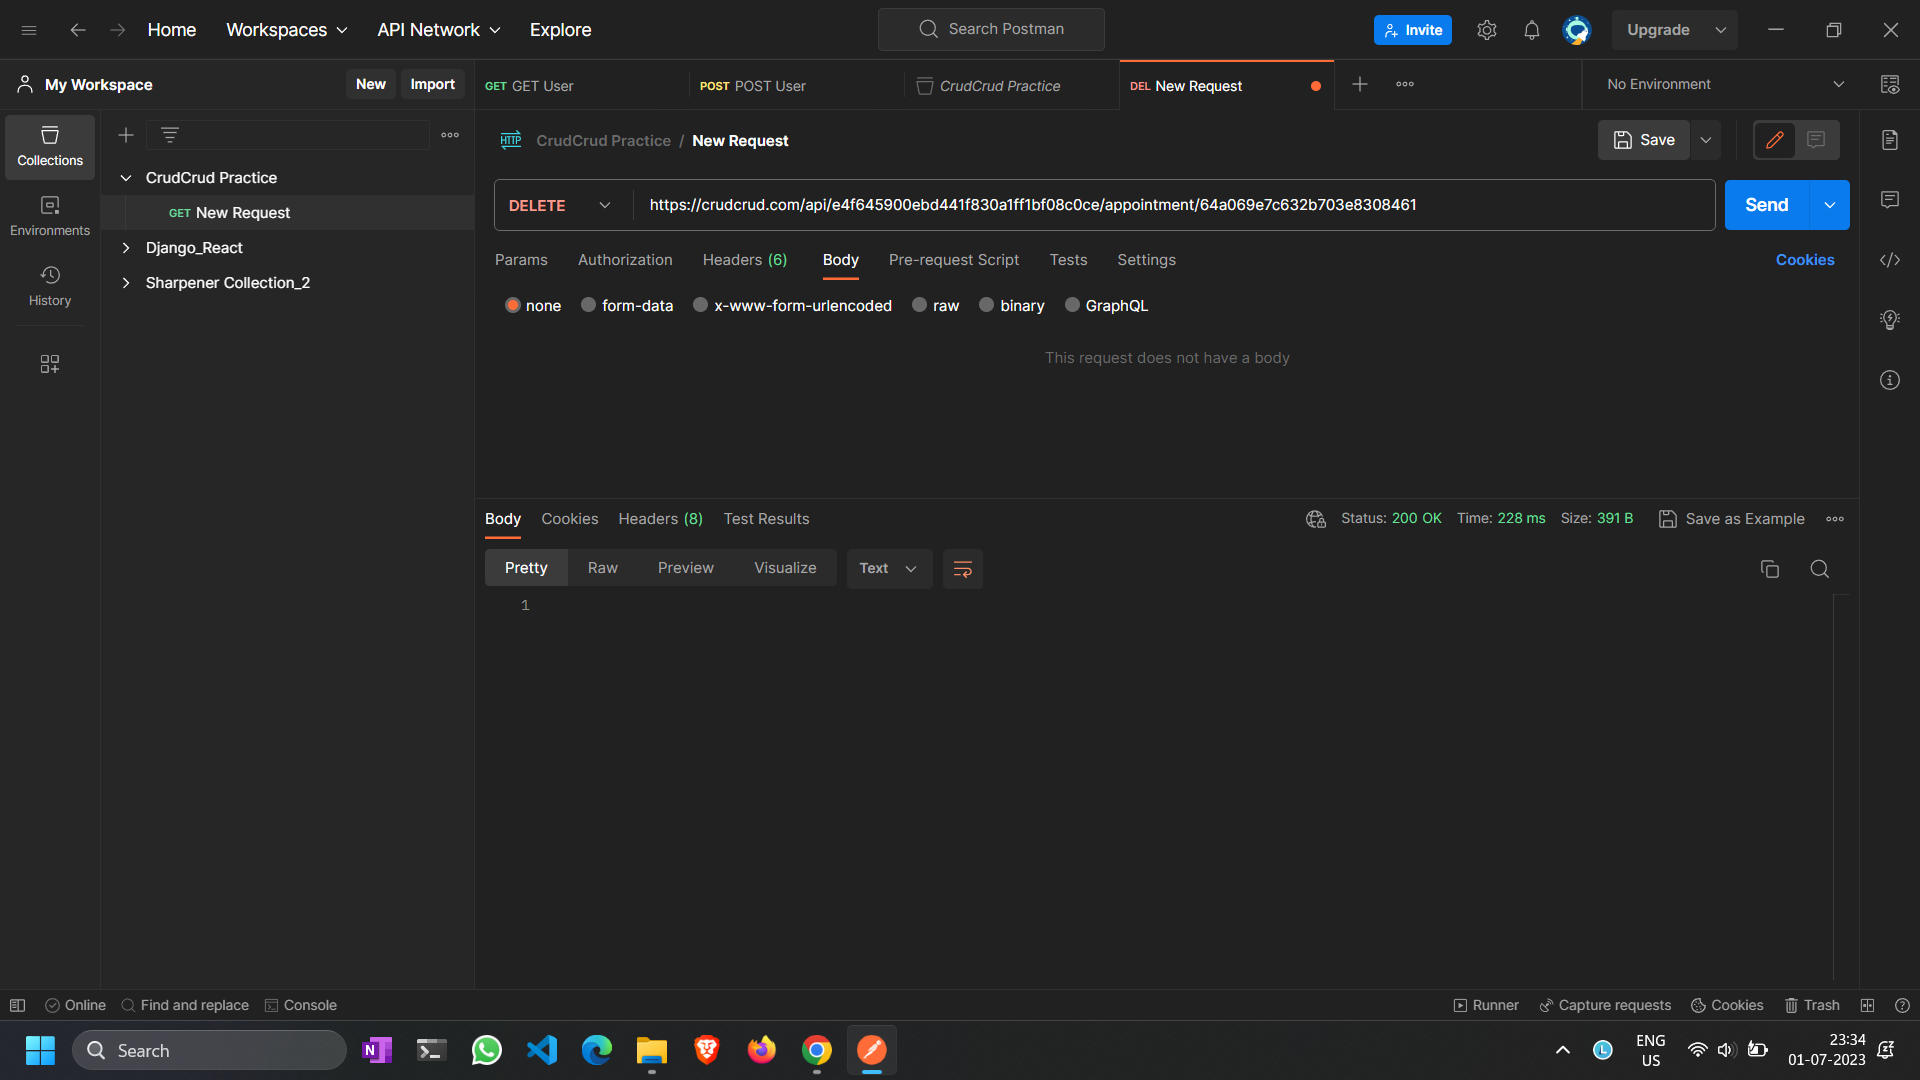 Home
Workspaces
API Network
Explore
Search Postman
Invite
Upgrade
My Workspace
New
Import
GET GET User
POST POST User
CrudCrud Practice
DEL New Request
No Environment
Collections
Environments
History
CrudCrud Practice
GET New Request
Django_React
Sharpener Collection_2
HTTP CrudCrud Practice / New Request
Save
DELETE
https://crudcrud.com/api/e4f645900ebd441f830a1ff1bf08c0ce/appointment/64a069e7c632b703e8308461
Send
Params
Authorization
Headers (6)
Body
Pre-request Script
Tests
Settings
Cookies
none
form-data
x-www-form-urlencoded
raw
binary
GraphQL
This request does not have a body
Body
Cookies
Headers (8)
Test Results
Status: 200 OK
Time: 228 ms
Size: 391 B
Save as Example
Pretty
Raw
Preview
Visualize
Text
1
Online
Find and replace
Console
Runner
Capture requests
Cookies
Trash
Search
N
L
ENG
US
23:34
01-07-2023